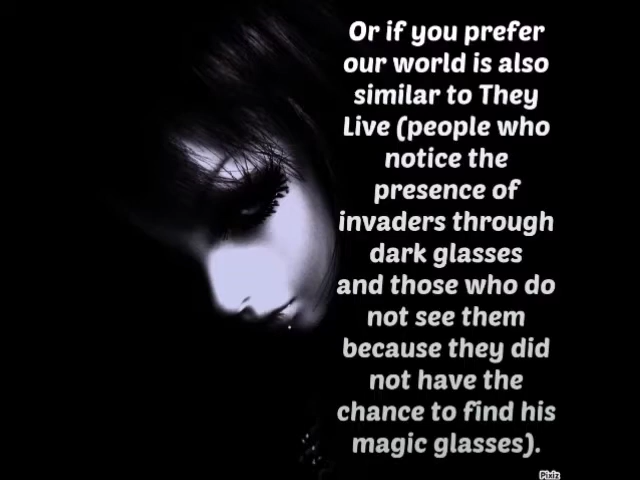 Or if you prefer
our world is also
similar to They
Live (people who
notice the
presence of
invaders through
dark glasses
and those who do
not see them
because they did
not have the
chance to find his
magic glasses).
Pixiz